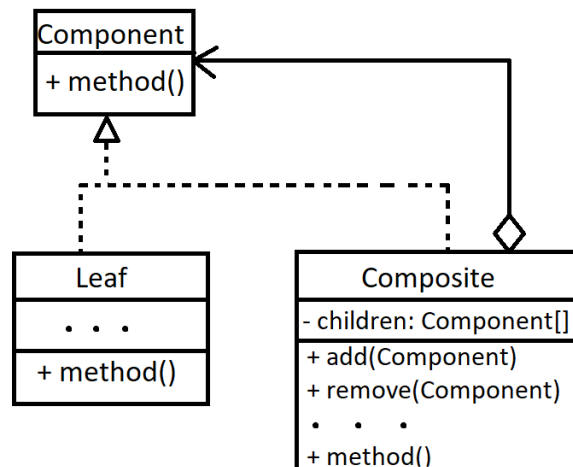 Component
+ method()
Leaf
. . .
+ method()
Composite
- children: Component[]
+ add(Component)
+ remove(Component)
. . .
+ method()